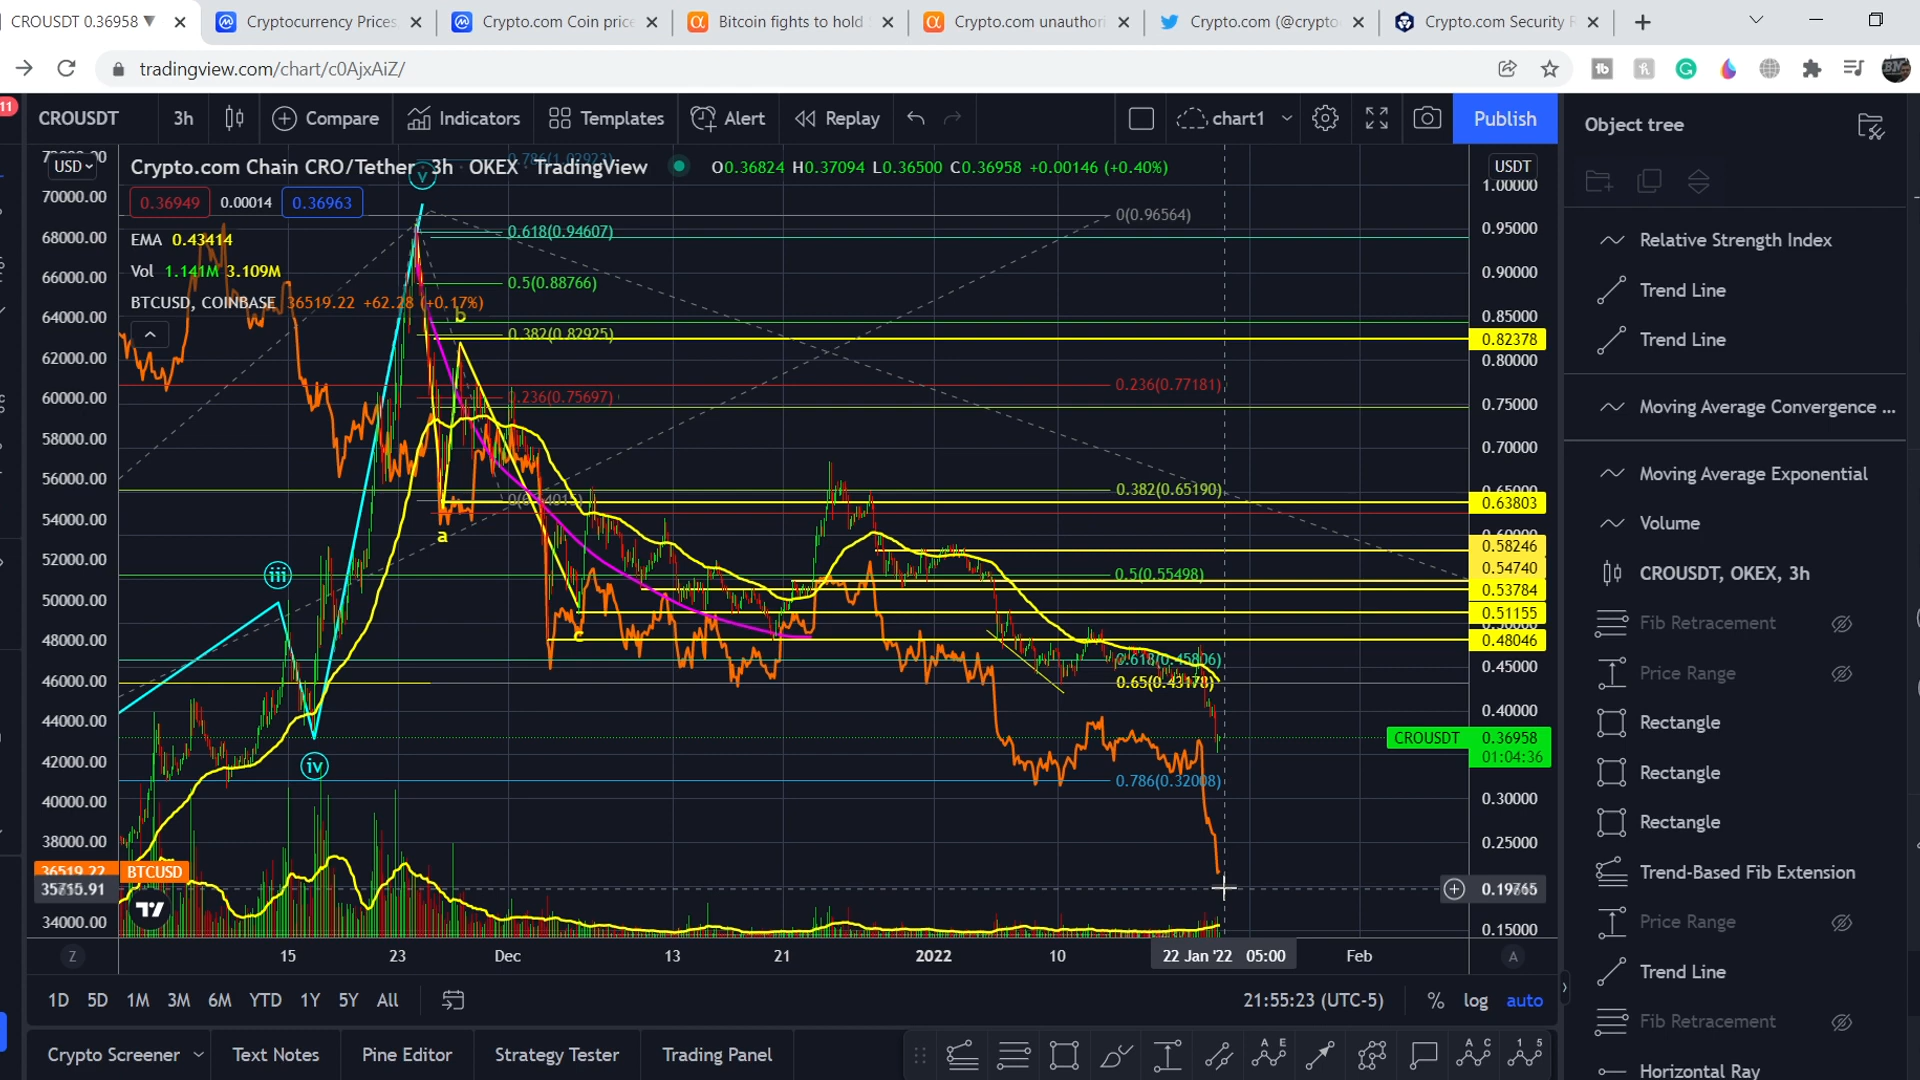 CROUSDT 0.36958 ▼
Cryptocurrency Prices
Crypto.com Coin price
Bitcoin fights to hold
Crypto.com unauthori
Crypto.com (@crypto
Crypto.com Security R
tradingview.com/chart/c0AjxAiZ/
11
CROUSDT 3h Compare Indicators Templates Alert Replay chart1 Publish
USD
Crypto.com Chain CRO/Tether 3h OKEX TradingView O0.36824 H0.37094 L0.36500 C0.36958 +0.00146 (+0.40%)
0.36949 0.00014 0.36963
EMA 0.43414
Vol 1.141M 3.109M
BTCUSD, COINBASE 36519.22 +62.28 (+0.17%)
70000.00
68000.00
66000.00
64000.00
62000.00
60000.00
58000.00
56000.00
54000.00
52000.00
50000.00
48000.00
46000.00
44000.00
42000.00
40000.00
38000.00
36519.22 BTCUSD
35715.91
34000.00
v
0.618(0.94607)
0.5(0.88766)
b
0.382(0.82925)
0.236(0.75697)
a
c
iii
iv
0(0.96564)
0.236(0.77181)
0.382(0.65190)
0.5(0.55498)
0.618(0.45806)
0.65(0.43178)
0.786(0.32008)
USDT
1.00000
0.95000
0.90000
0.85000
0.82378
0.80000
0.75000
0.70000
0.63803
0.58246
0.54740
0.53784
0.51155
0.48046
0.45000
0.40000
CROUSDT 0.36958
01:04:36
0.30000
0.25000
0.19765
0.15000
Z 15 23 Dec 13 21 2022 10 22 Jan '22 05:00 Feb A
1D 5D 1M 3M 6M YTD 1Y 5Y All
21:55:23 (UTC-5) % log auto
Crypto Screener Text Notes Pine Editor Strategy Tester Trading Panel
Object tree
Relative Strength Index
Trend Line
Trend Line
Moving Average Convergence ...
Moving Average Exponential
Volume
CROUSDT, OKEX, 3h
Fib Retracement
Price Range
Rectangle
Rectangle
Rectangle
Trend-Based Fib Extension
Price Range
Trend Line
Fib Retracement
Horizontal Ray